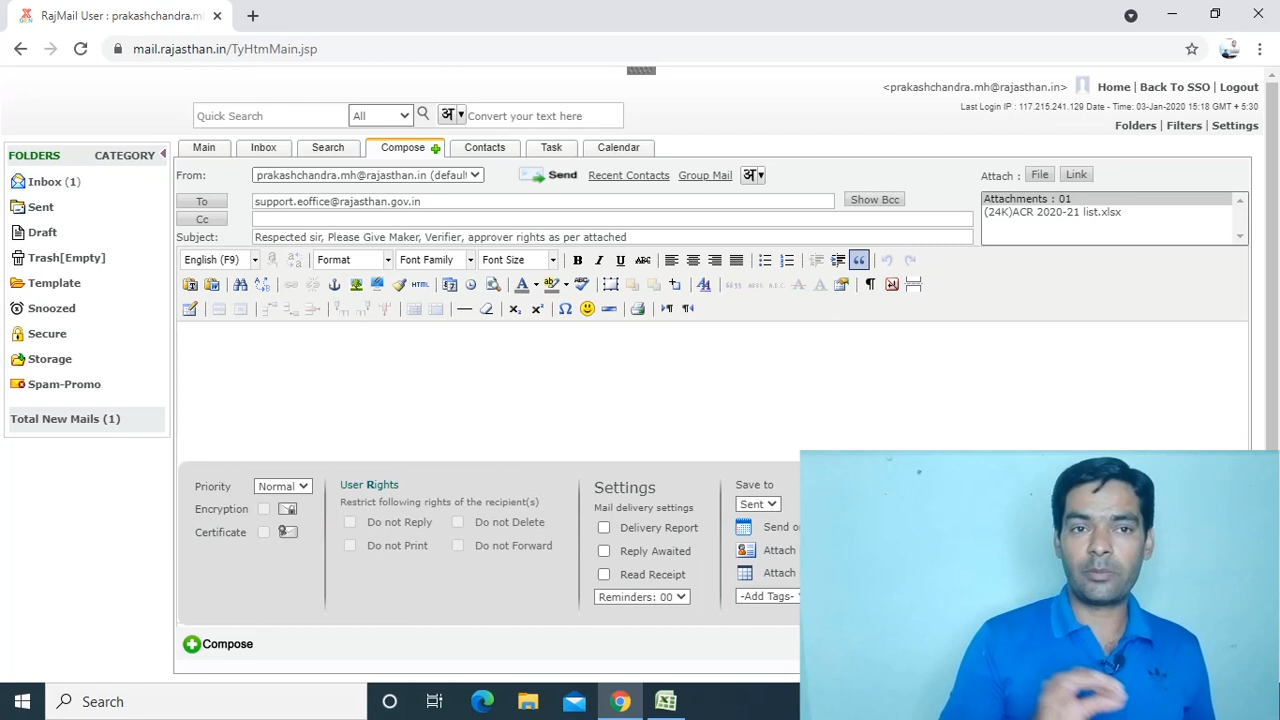 RajMail User : prakashchandra.m
mail.rajasthan.in/TyHtmMain.jsp
<prakashchandra.mh@rajasthan.in> Home | Back To SSO | Logout
Last Login IP : 117.215.241.129 Date - Time: 03-Jan-2020 15:18 GMT + 5:30
Quick Search All अ Convert your text here
Folders | Filters | Settings
FOLDERS CATEGORY
Main Inbox Search Compose Contacts Task Calendar
Inbox (1)
Sent
Draft
Trash[Empty]
Template
Snoozed
Secure
Storage
Spam-Promo
Total New Mails (1)
From: prakashchandra.mh@rajasthan.in (defaul Send Recent Contacts Group Mail अ Attach : File Link
To support.eoffice@rajasthan.gov.in Show Bcc
Attachments : 01
(24K)ACR 2020-21 list.xlsx
Cc
Subject: Respected sir, Please Give Maker, Verifier, approver rights as per attached
English (F9) Format Font Family Font Size B I U ABC
HTML
Priority Normal
Encryption
Certificate
User Rights
Restrict following rights of the recipient(s)
Do not Reply Do not Delete
Do not Print Do not Forward
Settings
Mail delivery settings
Delivery Report
Reply Awaited
Read Receipt
Reminders: 00
Save to
Sent
Send o
Attach
Attach
-Add Tags-
Compose
Search